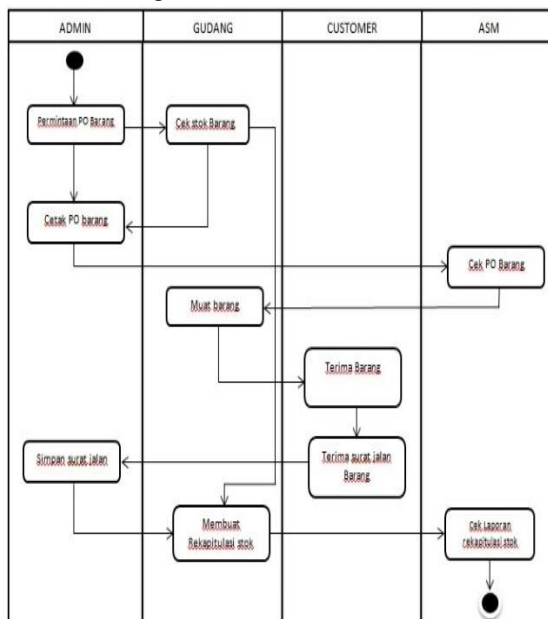 ADMIN
GUDANG
CUSTOMER
ASM
Permintaan PO Barang
Cek stok Barang
Cetak PO barang
Cek PO Barang
Muat barang
Terima Barang
Simpan surat jalan
Terima surat jalan
Barang
Membuat
Rekapitulasi stok
Cek Laporan
rekapitulasi stok